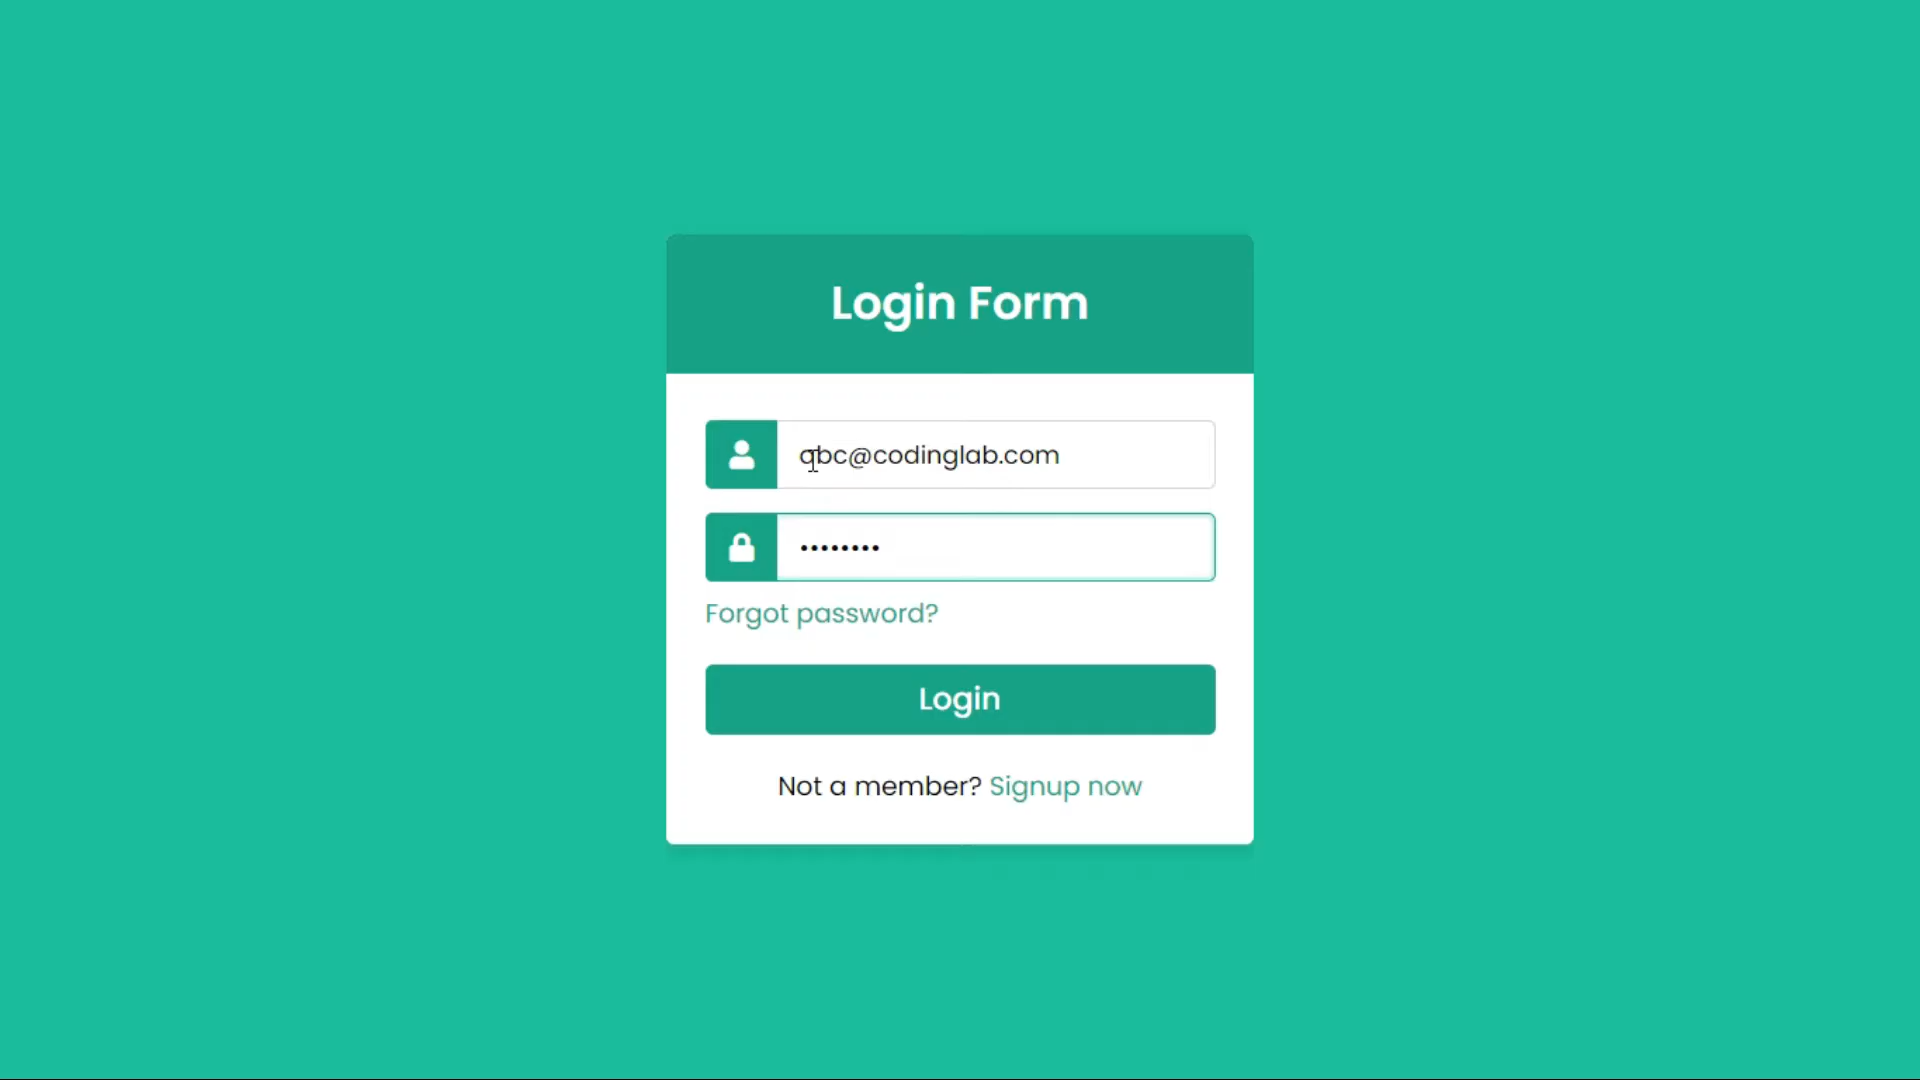 Login Form
abc@codinglab.com
••••••••
Forgot password?
Login
Not a member? Signup now